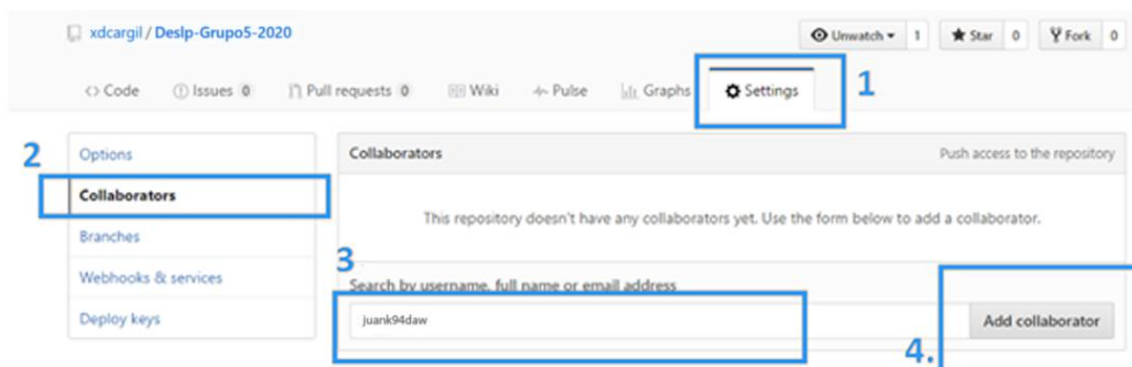 xdcargil / Deslp-Grupo5-2020
Unwatch 1 Star 0 Fork 0
Code Issues 0 Pull requests 0 Wiki Pulse Graphs Settings 1
2
Options
Collaborators
Branches
Webhooks & services
Deploy keys
Collaborators Push access to the repository
This repository doesn't have any collaborators yet. Use the form below to add a collaborator.
3
Search by username, full name or email address
juank94daw
Add collaborator
4.